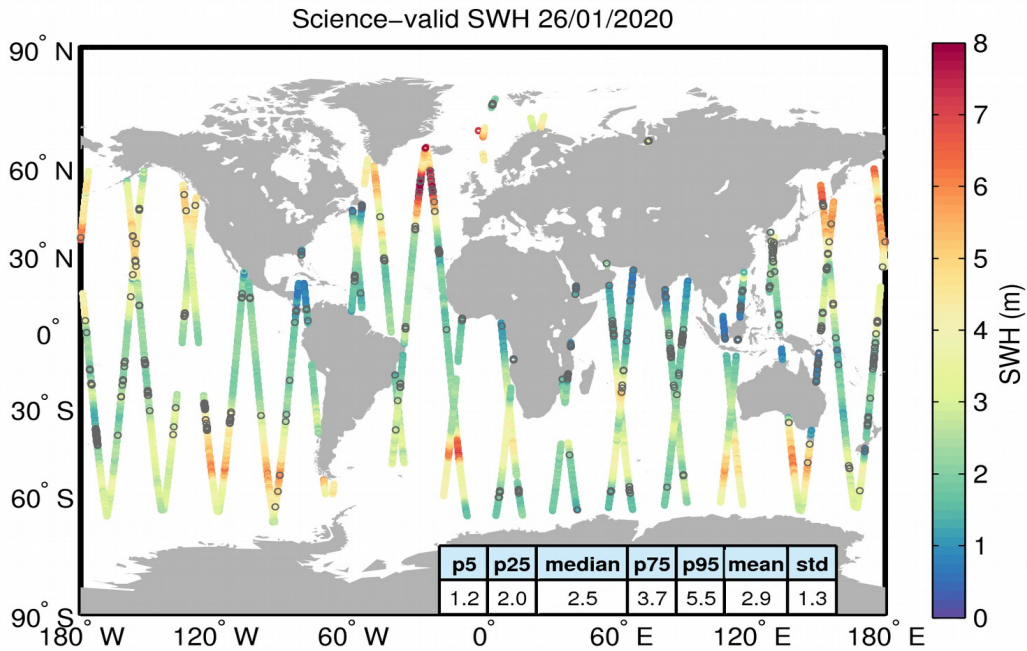 Science−valid SWH 26/01/2020
90° N
60° N
30° N
0°
30° S
60° S
90° S
180° W
120° W
60° W
0°
60° E
120° E
180° E
p5 p25 median p75 p95 mean std
1.2 2.0 2.5 3.7 5.5 2.9 1.3
8
7
6
5
4
3
2
1
0
SWH (m)